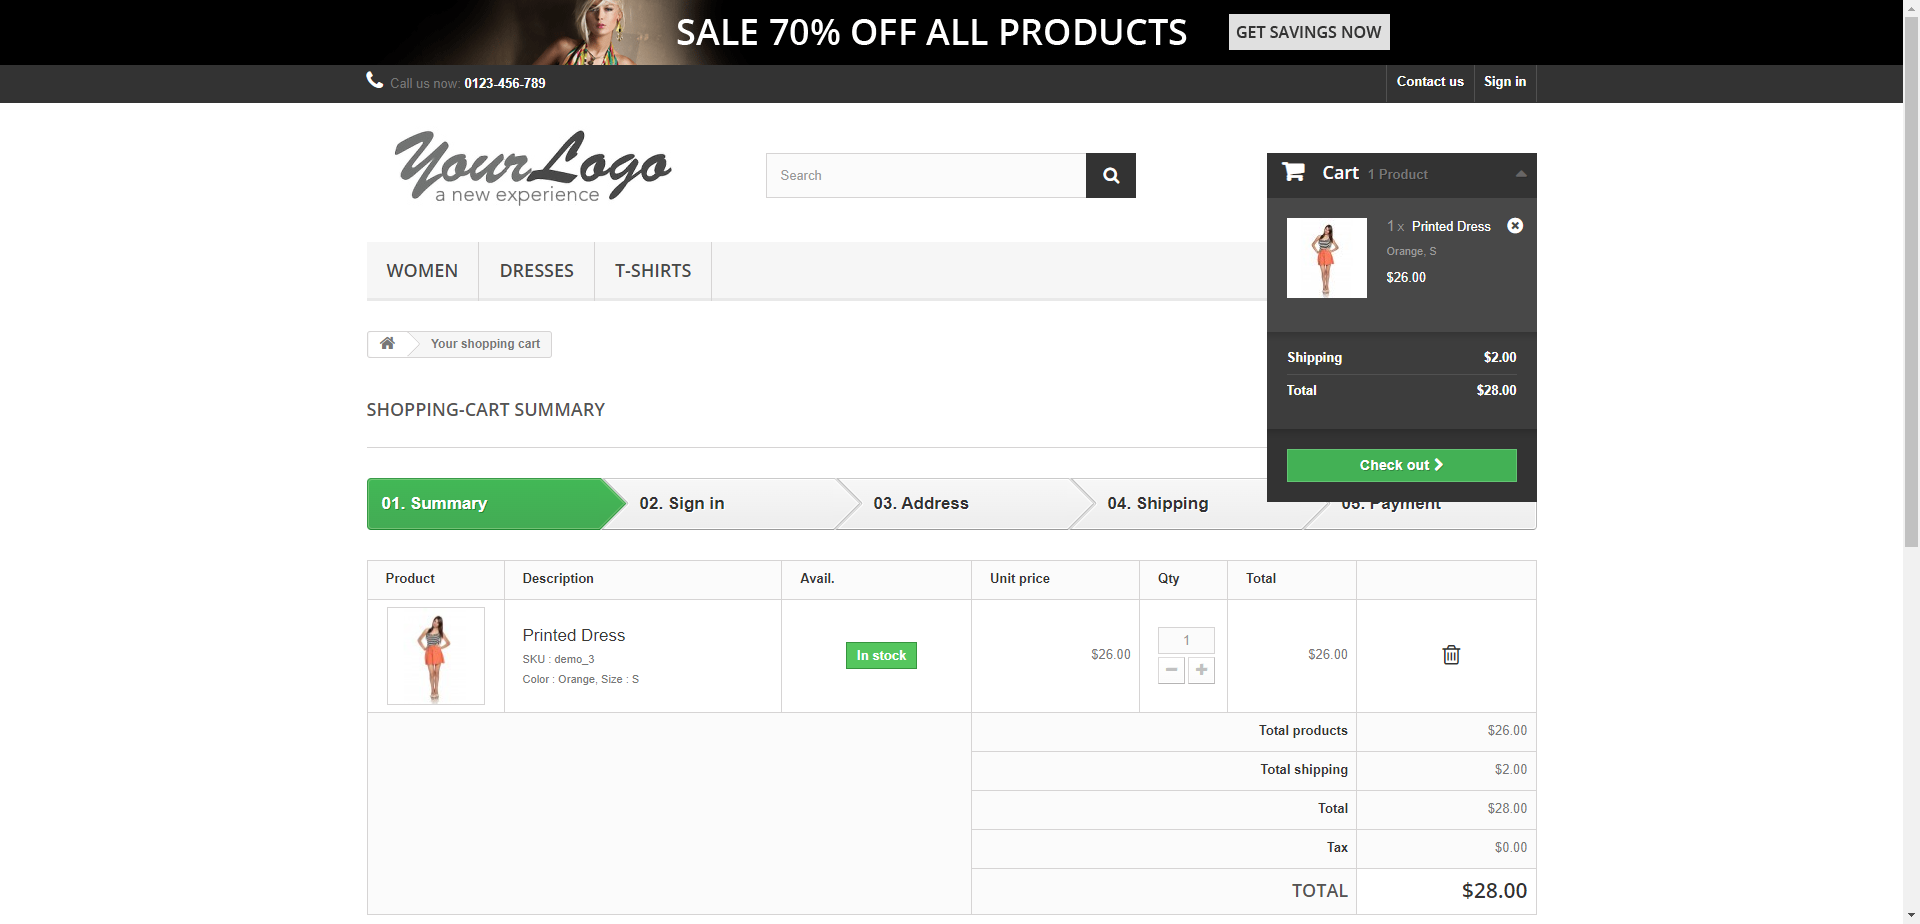 SALE 70% OFF ALL PRODUCTS
GET SAVINGS NOW
Call us now: 0123-456-789
Contact us
Sign in
YourLogo
a new experience
Search
Cart 1 Product
1 x Printed Dress
Orange, S
$26.00
Shipping $2.00
Total $28.00
Check out
WOMEN
DRESSES
T-SHIRTS
Your shopping cart
SHOPPING-CART SUMMARY
01. Summary
02. Sign in
03. Address
04. Shipping
05. Payment
Product Description Avail. Unit price Qty Total
Printed Dress
SKU : demo_3
Color : Orange, Size : S
In stock
$26.00
1
$26.00
Total products $26.00
Total shipping $2.00
Total $28.00
Tax $0.00
TOTAL $28.00